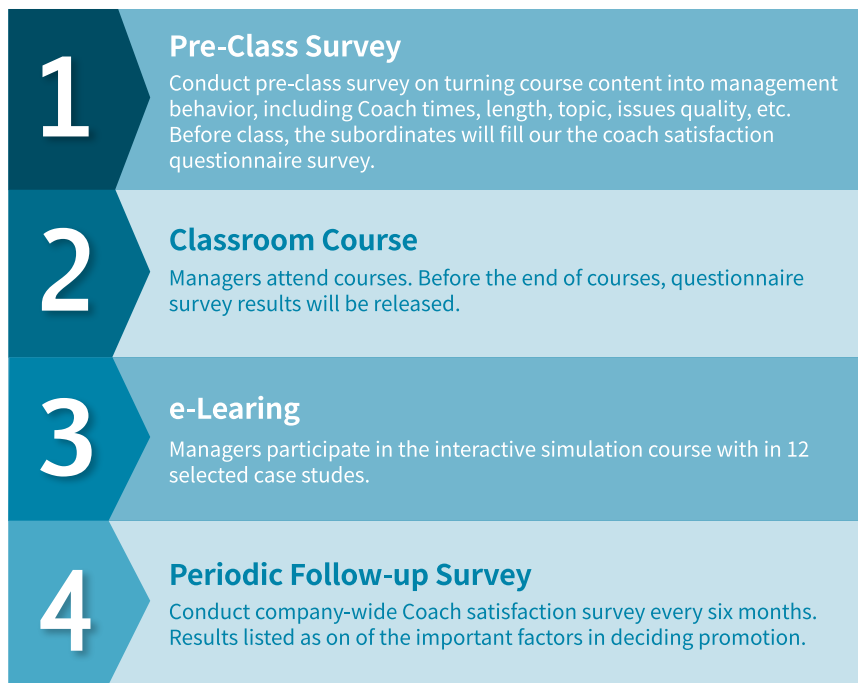 1
Pre-Class Survey
Conduct pre-class survey on turning course content into management
behavior, including Coach times, length, topic, issues quality, etc.
Before class, the subordinates will fill our the coach satisfaction
questionnaire survey.
2
Classroom Course
Managers attend courses. Before the end of courses, questionnaire
survey results will be released.
3
e-Learing
Managers participate in the interactive simulation course with in 12
selected case studes.
4
Periodic Follow-up Survey
Conduct company-wide Coach satisfaction survey every six months.
Results listed as on of the important factors in deciding promotion.